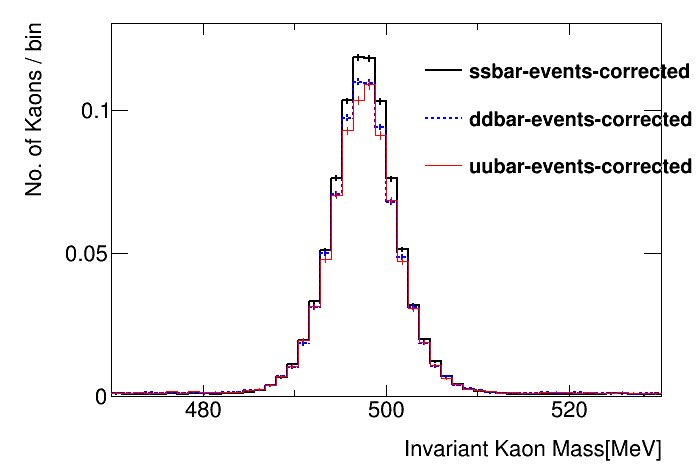 No. of Kaons / bin
0.1
0.05
0
480
500
520
Invariant Kaon Mass[MeV]
ssbar-events-corrected
ddbar-events-corrected
uubar-events-corrected